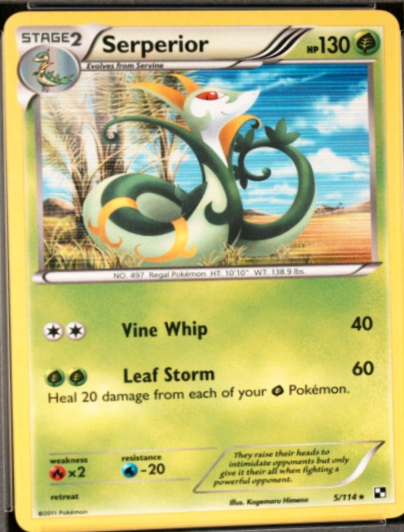 STAGE2 Serperior HP130
Evolves from Servine
NO. 497 Regal Pokémon HT. 10'10" WT. 138.9 lbs.
Vine Whip 40
Leaf Storm 60
Heal 20 damage from each of your Pokémon.
weakness resistance
×2 -20
retreat
They raise their heads to
intimidate opponents but only
give it their all when fighting a
powerful opponent.
Illus. Kagemaru Himeno 5/114 ★
©2011 Pokémon